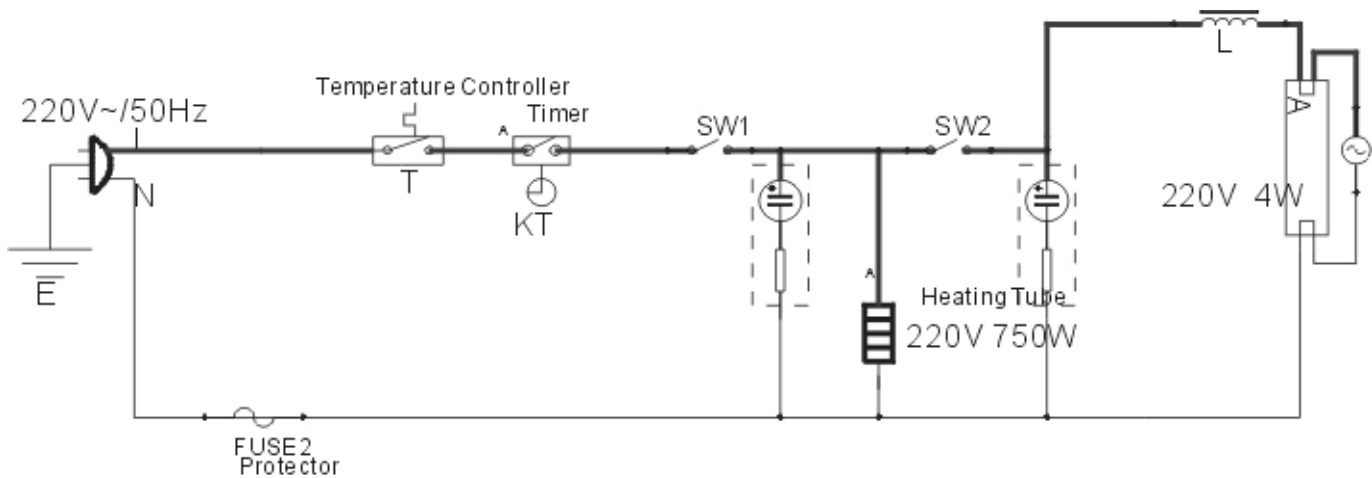 L
A
220V~/50Hz
Temperature Controller
A
Timer
SW1
SW2
T
KT
N
220V 4W
E
A
Heating Tube
220V 750W
FUSE2
Protector